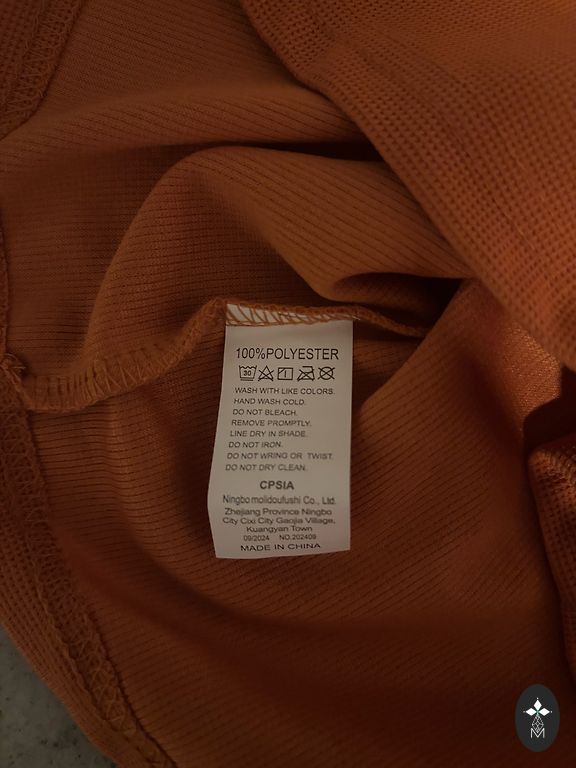 100%POLYESTER
30
WASH WITH LIKE COLORS.
HAND WASH COLD.
DO NOT BLEACH.
REMOVE PROMPTLY.
LINE DRY IN SHADE.
DO NOT IRON.
DO NOT WRING OR TWIST.
DO NOT DRY CLEAN.
CPSIA
Ningbomolidoufushi Co., Ltd.
Zhejiang Province Ningbo
City Cixi City Gaojia Village,
Kuangyan Town
09/2024 NO.202409
MADE IN CHINA
M